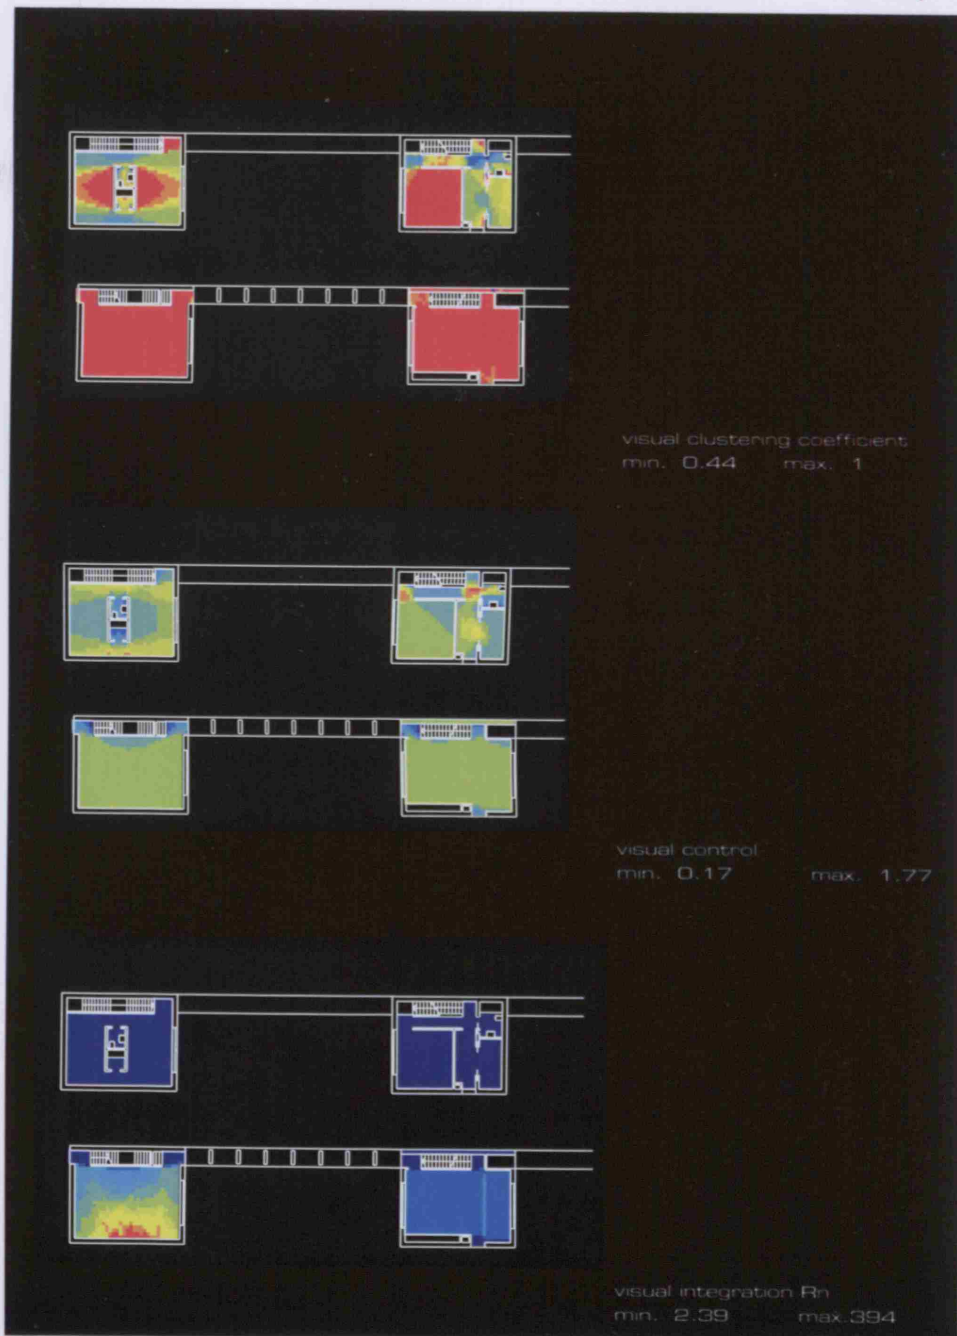 visual clustering coefficient
min. 0.44 max. 1
visual control
min. 0.17 max. 1.77
visual integration Rn
min. 2.39 max.394